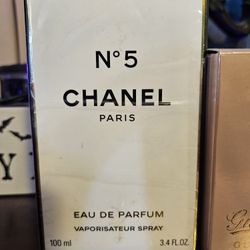 N°5
CHANEL
PARIS
EAU DE PARFUM
VAPORISATEUR SPRAY
100 ml 3.4 FL.OZ.
Y